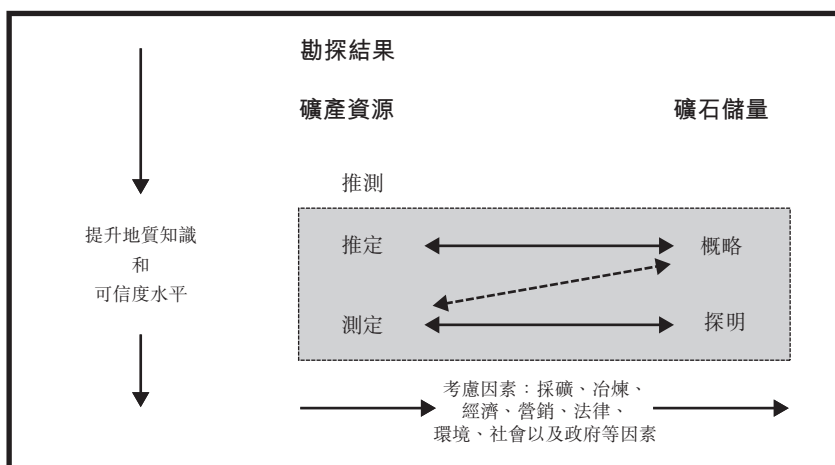 勘探結果
礦產資源
礦石儲量
推測
提升地質知識
和
可信度水平
推定
概略
測定
探明
考慮因素：採礦、冶煉、
經濟、營銷、法律、
環境、社會以及政府等因素